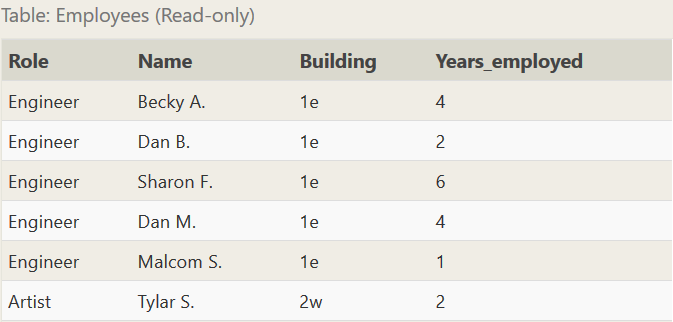 Table: Employees (Read-only)
Role Name Building Years_employed
Engineer Becky A. 1e 4
Engineer Dan B. 1e 2
Engineer Sharon F. 1e 6
Engineer Dan M. 1e 4
Engineer Malcom S. 1e 1
Artist Tylar S. 2w 2